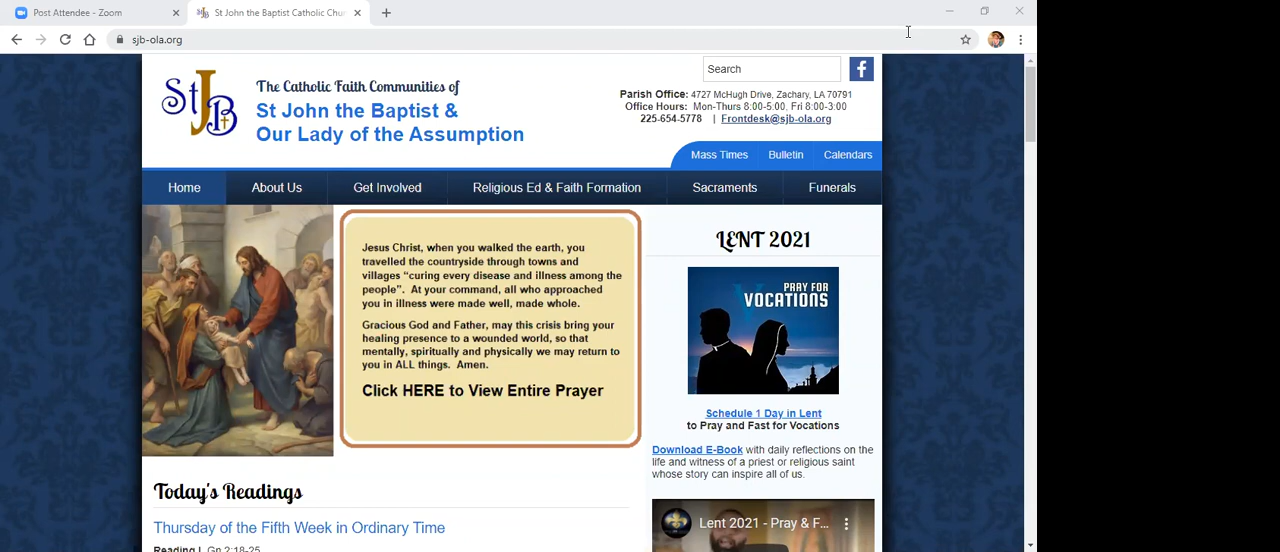 Post Attendee - Zoom
St John the Baptist Catholic Chu
sjb-ola.org
St J B
The Catholic Faith Communities of
St John the Baptist &
Our Lady of the Assumption
Search
f
Parish Office: 4727 McHugh Drive, Zachary, LA 70791
Office Hours: Mon-Thurs 8:00-5:00, Fri 8:00-3:00
225-654-5778 | Frontdesk@sjb-ola.org
Mass Times Bulletin Calendars
Home About Us Get Involved Religious Ed & Faith Formation Sacraments Funerals
Jesus Christ, when you walked the earth, you
travelled the countryside through towns and
villages “curing every disease and illness among the
people”. At your command, all who approached
you in illness were made well, made whole.
Gracious God and Father, may this crisis bring your
healing presence to a wounded world, so that
mentally, spiritually and physically we may return to
you in ALL things. Amen.
Click HERE to View Entire Prayer
LENT 2021
PRAY FOR
VOCATIONS
Schedule 1 Day in Lent
to Pray and Fast for Vocations
Download E-Book with daily reflections on the
life and witness of a priest or religious saint
whose story can inspire all of us.
Lent 2021 - Pray & F...
Today's Readings
Thursday of the Fifth Week in Ordinary Time
Reading I, Gn 2:18-25